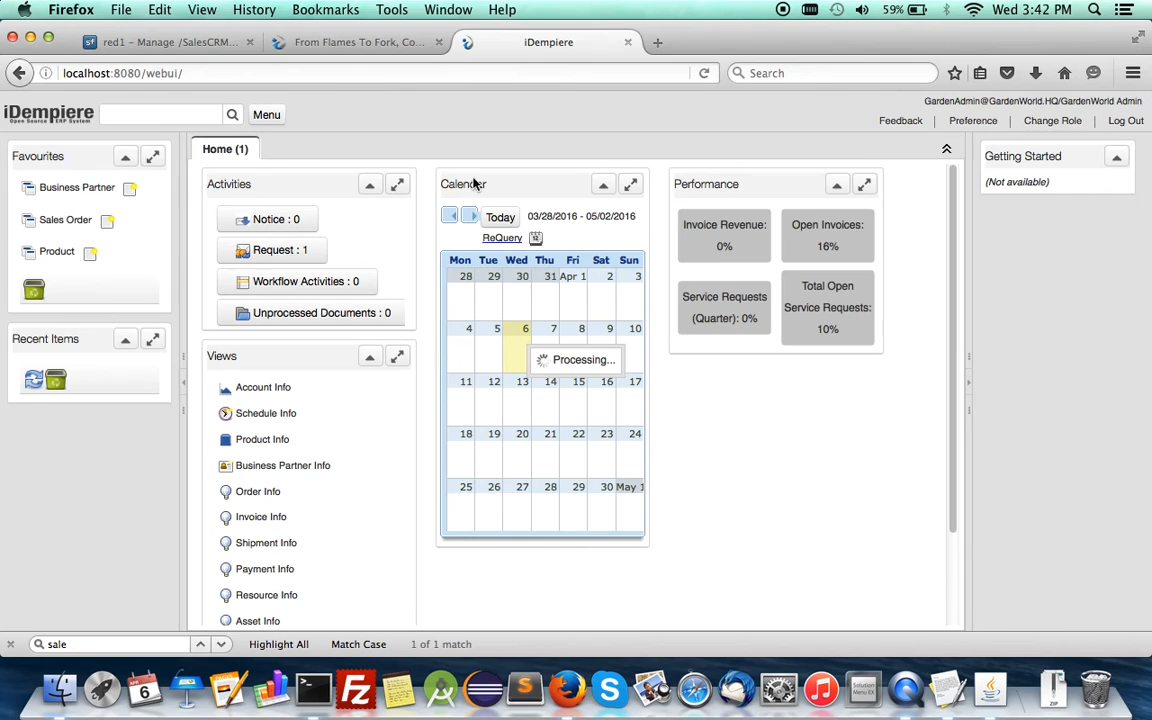 Firefox File Edit View History Bookmarks Tools Window Help 59% Wed 3:42 PM
red1 - Manage /SalesCRM... From Flames To Fork, Co... iDempiere
localhost:8080/webui/ Search
GardenAdmin@GardenWorld.HQ/GardenWorld Admin
iDempiere Menu
Open Source ERP System
Feedback Preference Change Role Log Out
Favourites
Business Partner
Sales Order
Product
Recent Items
Home (1)
Activities
Notice : 0
Request : 1
Workflow Activities : 0
Unprocessed Documents : 0
Views
Account Info
Schedule Info
Product Info
Business Partner Info
Order Info
Invoice Info
Shipment Info
Payment Info
Resource Info
Asset Info
Calendar
Today 03/28/2016 - 05/02/2016
ReQuery 12
Mon Tue Wed Thu Fri Sat Sun
28 29 30 31 Apr 1 2 3
4 5 6 7 8 9 10
Processing...
11 12 13 14 15 16 17
18 19 20 21 22 23 24
25 26 27 28 29 30 May 1
Performance
Invoice Revenue:
0%
Open Invoices:
16%
Service Requests
(Quarter): 0%
Total Open
Service Requests:
10%
Getting Started
(Not available)
sale Highlight All Match Case 1 of 1 match